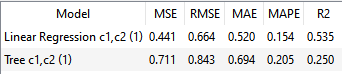 Model MSE RMSE MAE MAPE R2
Linear Regression c1,c2 (1) 0.441 0.664 0.520 0.154 0.535
Tree c1,c2 (1) 0.711 0.843 0.694 0.205 0.250